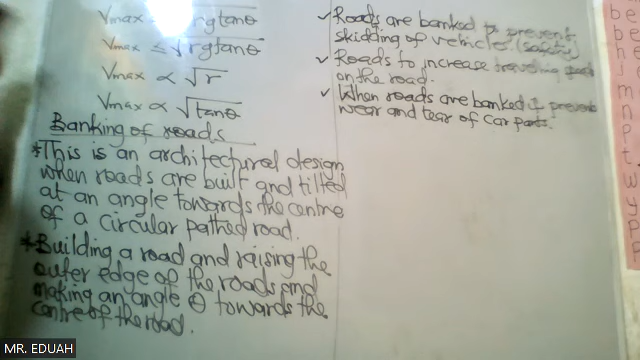 Vmax = √rgtanθ
Vmax ≤ √rgtanθ
Vmax ∝ √r
Vmax ∝ √tanθ
Banking of roads
*This is an architectural design
when roads are built and tilted
at an angle towards the centre
of a circular pathed road.
*Building a road and raising the
outer edge of the roads and
making an angle θ towards the
centre of the road.
✓ Roads are banked to prevent
skidding of vehicles (safety)
✓ Roads to increase traveling speed
on the road.
✓ When roads are banked it prevents
wear and tear of car parts.
MR. EDUAH